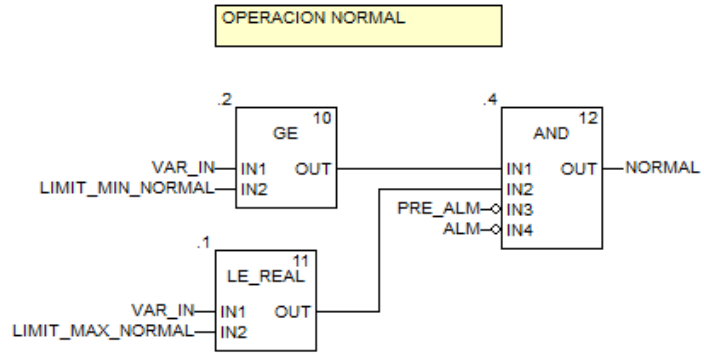 OPERACION NORMAL
.2
10
GE
VAR_IN IN1 OUT
LIMIT_MIN_NORMAL IN2
.4
12
AND
IN1 OUT NORMAL
IN2
PRE_ALM IN3
ALM IN4
.1
11
LE_REAL
VAR_IN IN1 OUT
LIMIT_MAX_NORMAL IN2